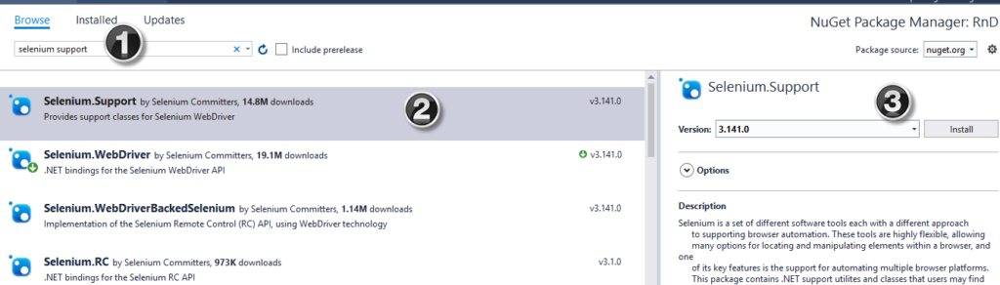 Browse Installed Updates
NuGet Package Manager: RnD
1
selenium support
Include prerelease
Package source: nuget.org
Selenium.Support by Selenium Committers, 14.8M downloads
v3.141.0
Provides support classes for Selenium WebDriver
2
Selenium.WebDriver by Selenium Committers, 19.1M downloads
v3.141.0
.NET bindings for the Selenium WebDriver API
Selenium.WebDriverBackedSelenium by Selenium Committers, 1.14M downloads
v3.141.0
Implementation of the Selenium Remote Control (RC) API, using WebDriver technology
Selenium.RC by Selenium Committers, 973K downloads
v3.1.0
.NET bindings for the Selenium RC API
Selenium.Support
3
Version: 3.141.0 Install
Options
Description
Selenium is a set of different software tools each with a different approach
to supporting browser automation. These tools are highly flexible, allowing
many options for locating and manipulating elements within a browser, and
one
of its key features is the support for automating multiple browser platforms.
This package contains .NET support utilites and classes that users may find